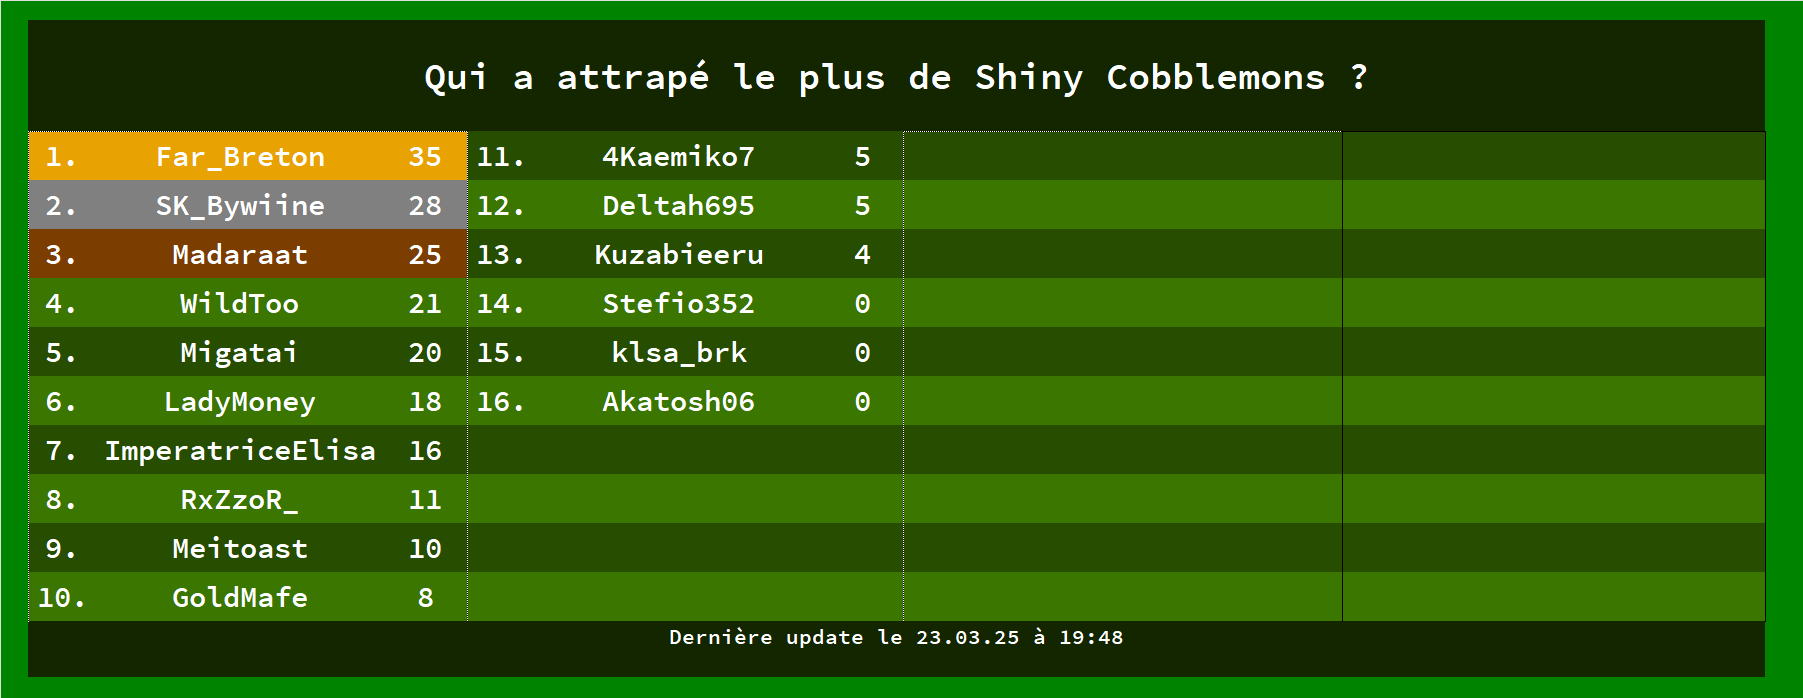 Qui a attrapé le plus de Shiny Cobblemons ?
1. Far_Breton 35
2. SK_Bywiine 28
3. Madaraat 25
4. WildToo 21
5. Migatai 20
6. LadyMoney 18
7. ImperatriceElisa 16
8. RxZzoR_ 11
9. Meitoast 10
10. GoldMafe 8
11. 4Kaemiko7 5
12. Deltah695 5
13. Kuzabieeru 4
14. Stefio352 0
15. klsa_brk 0
16. Akatosh06 0
Dernière update le 23.03.25 à 19:48